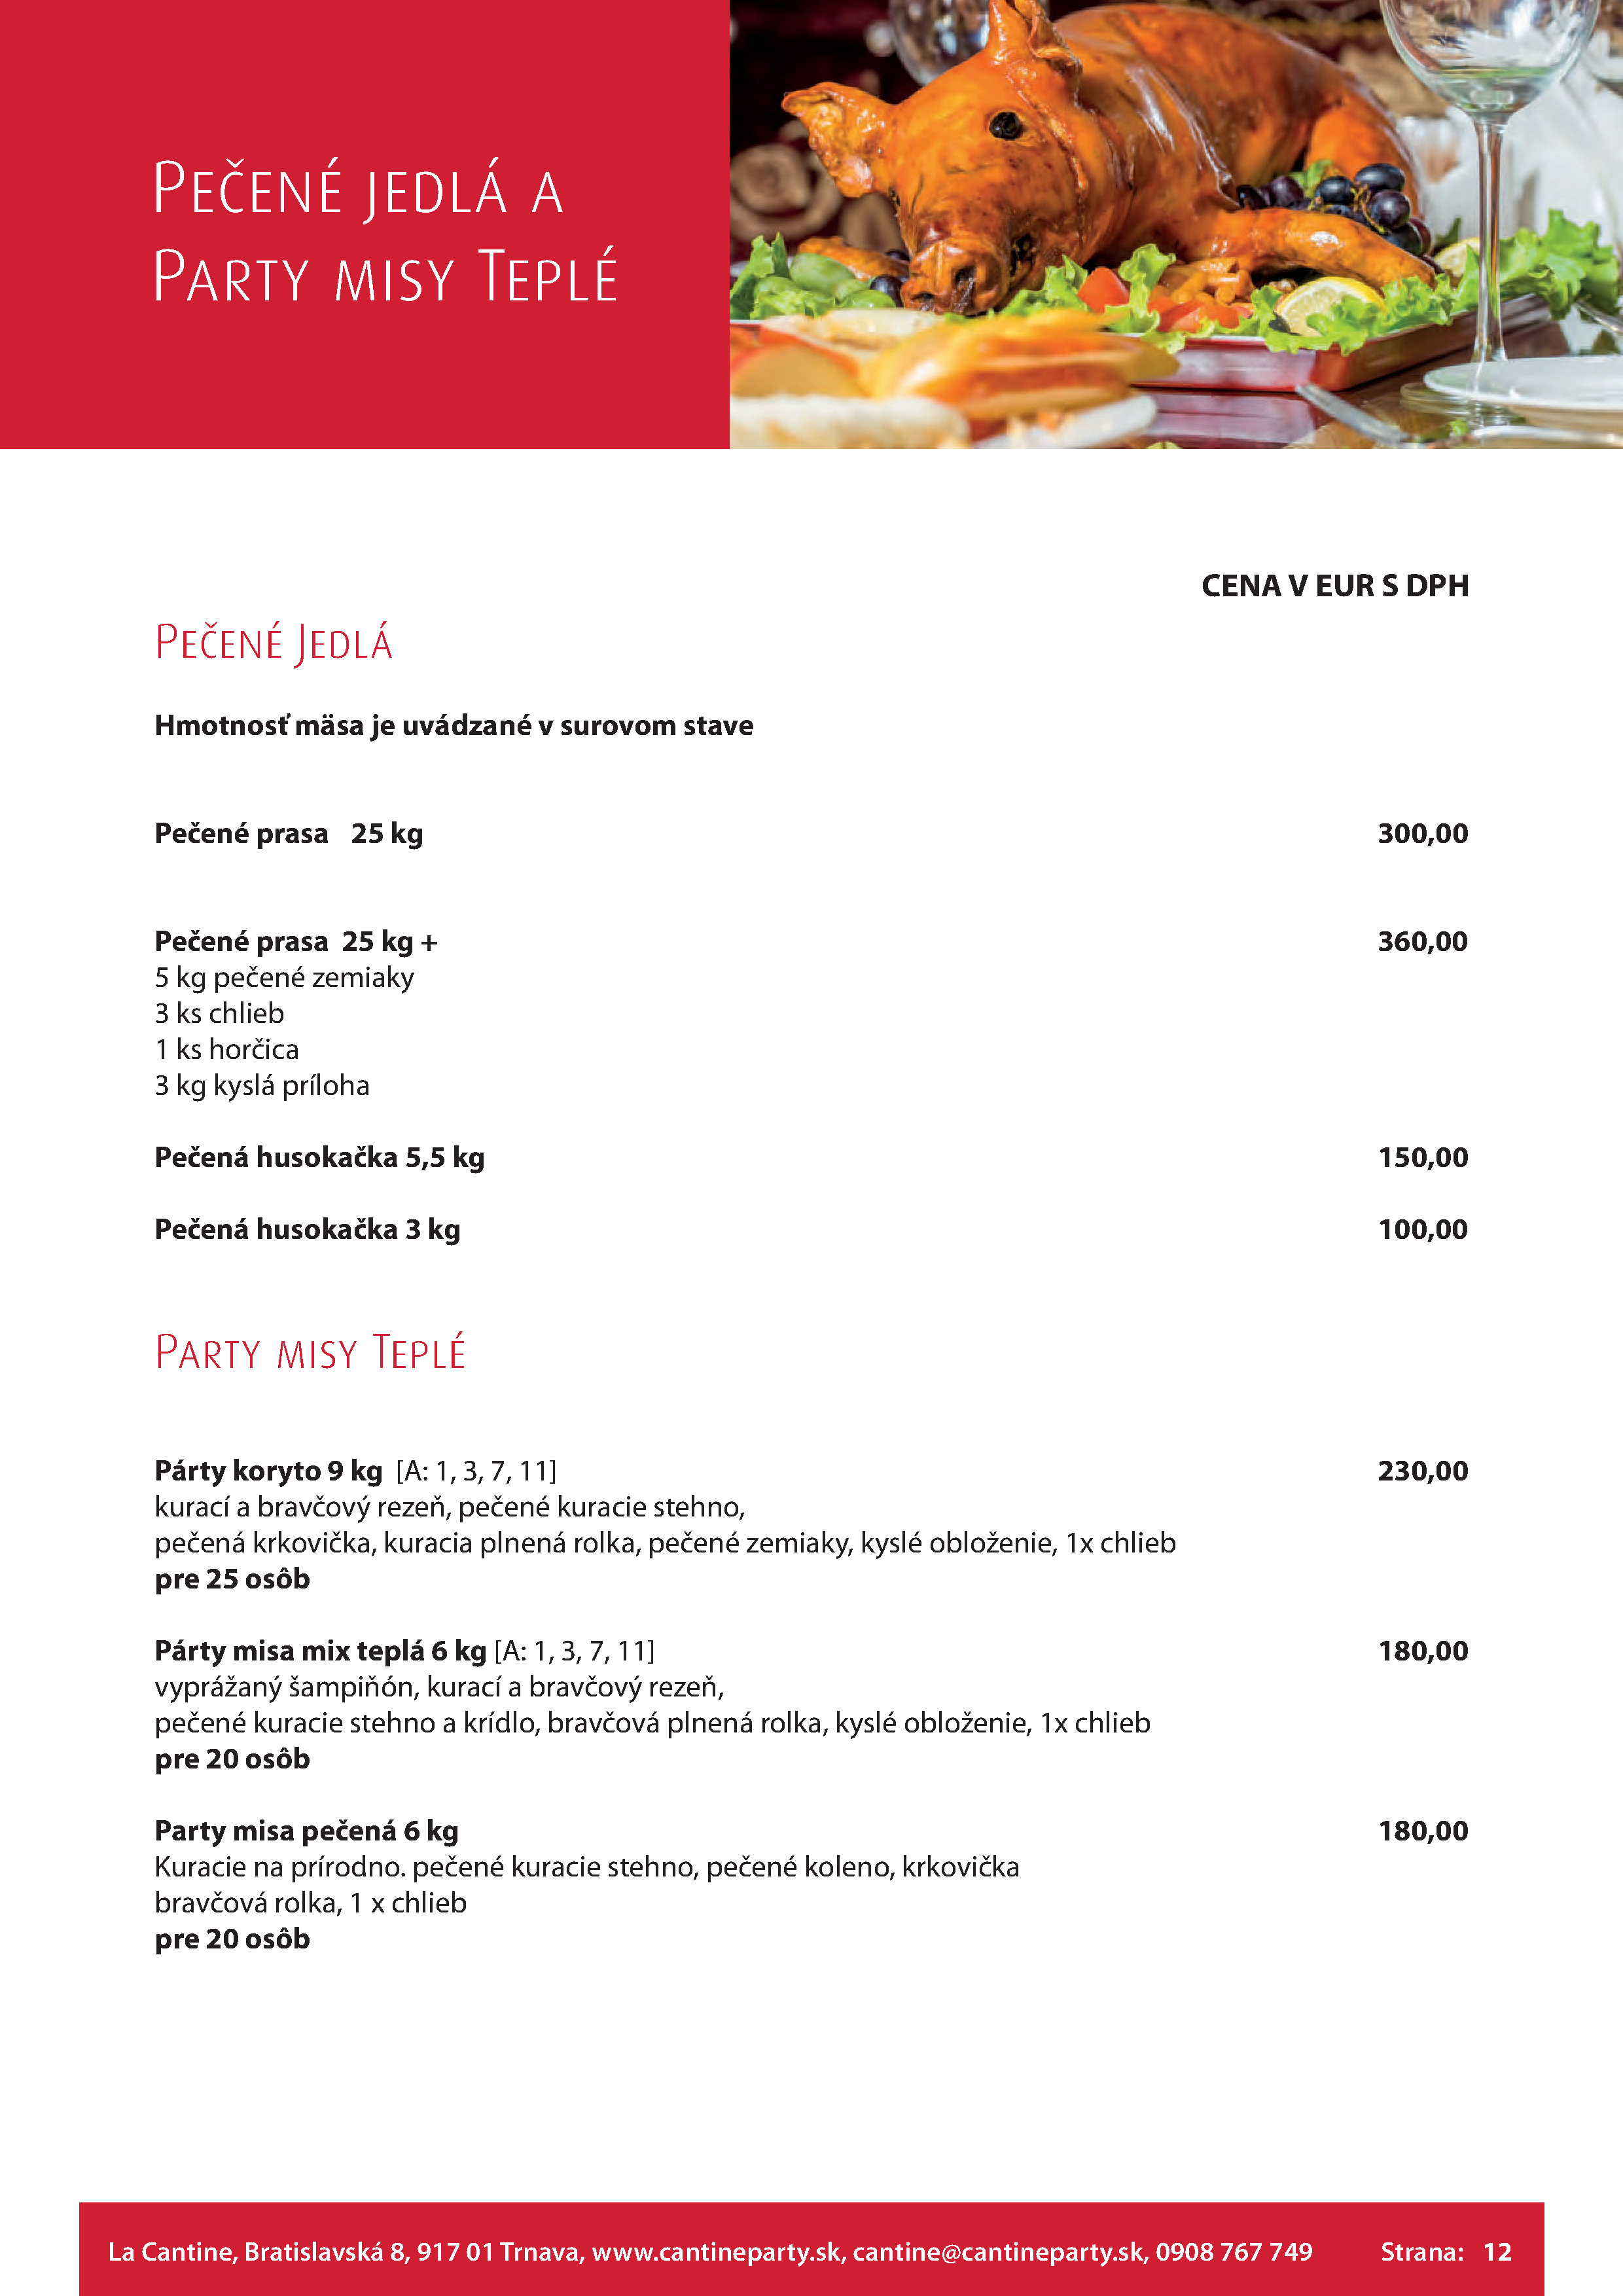 Pečené jedlá a
Party misy Teplé
CENA V EUR S DPH
Pečené Jedlá
Hmotnosť mäsa je uvádzané v surovom stave
Pečené prasa 25 kg 300,00
Pečené prasa 25 kg + 360,00
5 kg pečené zemiaky
3 ks chlieb
1 ks horčica
3 kg kyslá príloha
Pečená husokačka 5,5 kg 150,00
Pečená husokačka 3 kg 100,00
Party misy Teplé
Párty koryto 9 kg [A: 1, 3, 7, 11] 230,00
kurací a bravčový rezeň, pečené kuracie stehno,
pečená krkovička, kuracia plnená rolka, pečené zemiaky, kyslé obloženie, 1x chlieb
pre 25 osôb
Párty misa mix teplá 6 kg [A: 1, 3, 7, 11] 180,00
vyprážaný šampiňón, kurací a bravčový rezeň,
pečené kuracie stehno a krídlo, bravčová plnená rolka, kyslé obloženie, 1x chlieb
pre 20 osôb
Party misa pečená 6 kg 180,00
Kuracie na prírodno. pečené kuracie stehno, pečené koleno, krkovička
bravčová rolka, 1 x chlieb
pre 20 osôb
La Cantine, Bratislavská 8, 917 01 Trnava, www.cantineparty.sk, cantine@cantineparty.sk, 0908 767 749 Strana: 12